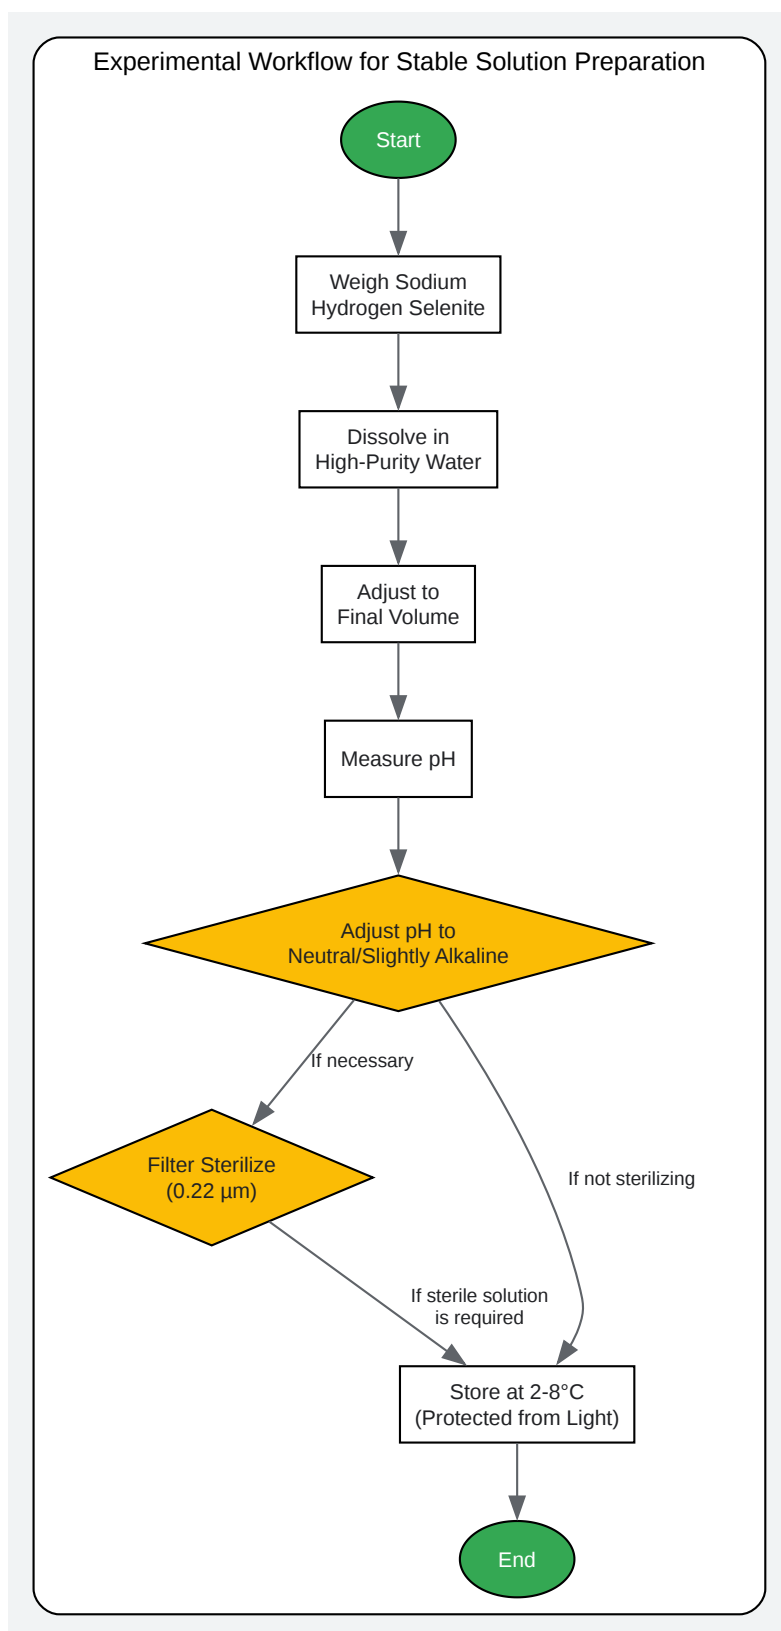 Experimental Workflow for Stable Solution Preparation
Start
Weigh Sodium
Hydrogen Selenite
Dissolve in
High-Purity Water
Adjust to
Final Volume
Measure pH
Adjust pH to
Neutral/Slightly Alkaline
If necessary
Filter Sterilize
(0.22 µm)
If not sterilizing
If sterile solution
is required
Store at 2-8°C
(Protected from Light)
End